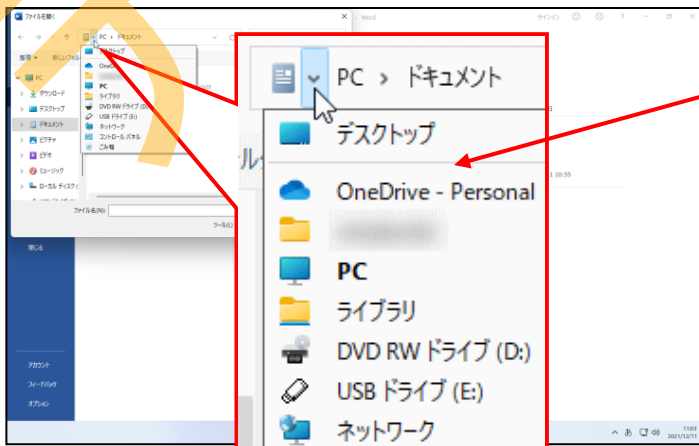 ファイルを開く
Word
サインイン
PC › ドキュメント
整理
PC
ダウンロード
デスクトップ
ドキュメント
ピクチャ
ビデオ
ミュージック
ローカル ディスク (
ファイル名(N):
ツール(L)
デスクトップ
PC
ライブラリ
DVD RW ドライブ (D:)
USB ドライブ (E:)
ネットワーク
コントロール パネル
ごみ箱
PC › ドキュメント
デスクトップ
OneDrive - Personal
PC
ライブラリ
DVD RW ドライブ (D:)
USB ドライブ (E:)
ネットワーク
10:55
閉じる
アカウント
フィードバック
オプション
あ
11:03
2021/12/11